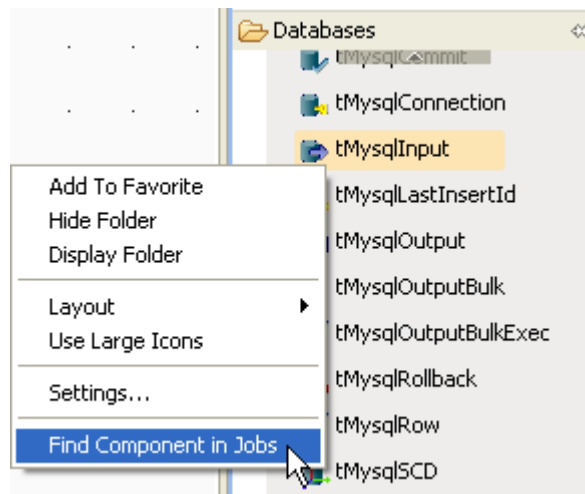 Databases
tMysqlCommit
tMysqlConnection
tMysqlInput
tMysqlLastInsertId
tMysqlOutput
tMysqlOutputBulk
tMysqlOutputBulkExec
tMysqlRollback
tMysqlRow
tMysqlSCD
Add To Favorite
Hide Folder
Display Folder
Layout
Use Large Icons
Settings...
Find Component in Jobs